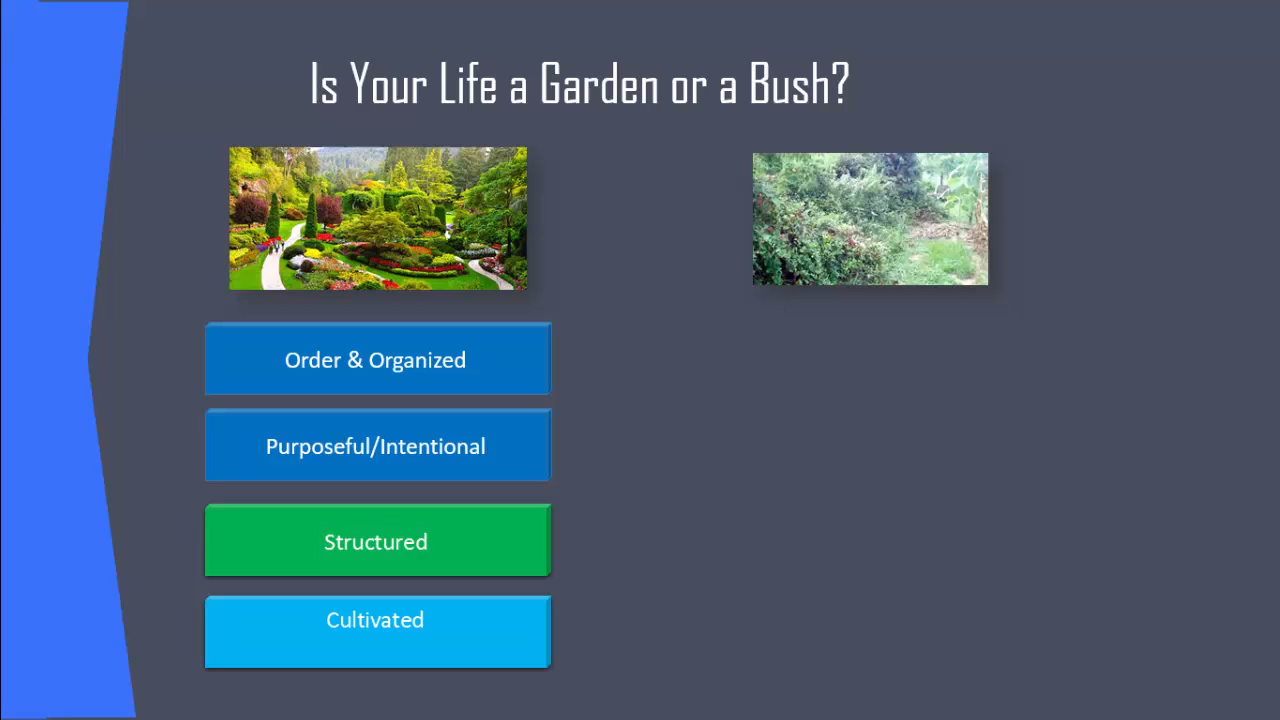 Is Your Life a Garden or a Bush?
Order & Organized
Purposeful/Intentional
Structured
Cultivated